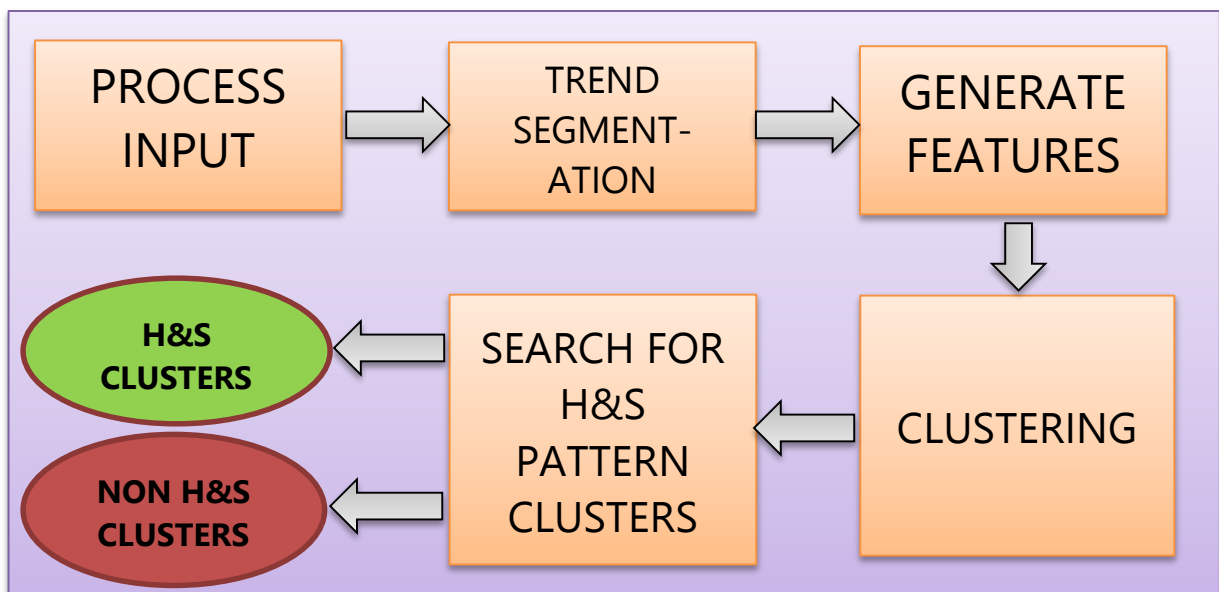 PROCESS
INPUT
TREND
SEGMENT-
ATION
GENERATE
FEATURES
CLUSTERING
SEARCH FOR
H&S
PATTERN
CLUSTERS
H&S
CLUSTERS
NON H&S
CLUSTERS